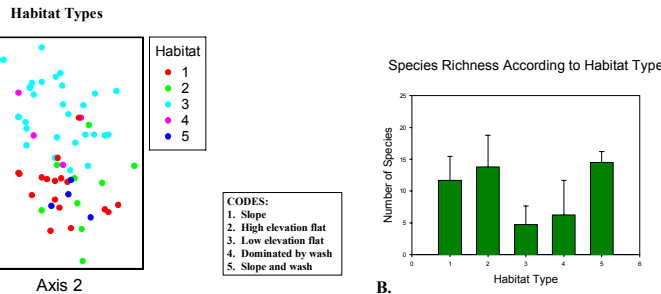 Habitat Types
Habitat
1
2
3
4
5
Axis 2
CODES:
1. Slope
2. High elevation flat
3. Low elevation flat
4. Dominated by wash
5. Slope and wash
Species Richness According to Habitat Type
Number of Species
25
20
15
10
5
0
0 1 2 3 4 5 6
Habitat Type
B.